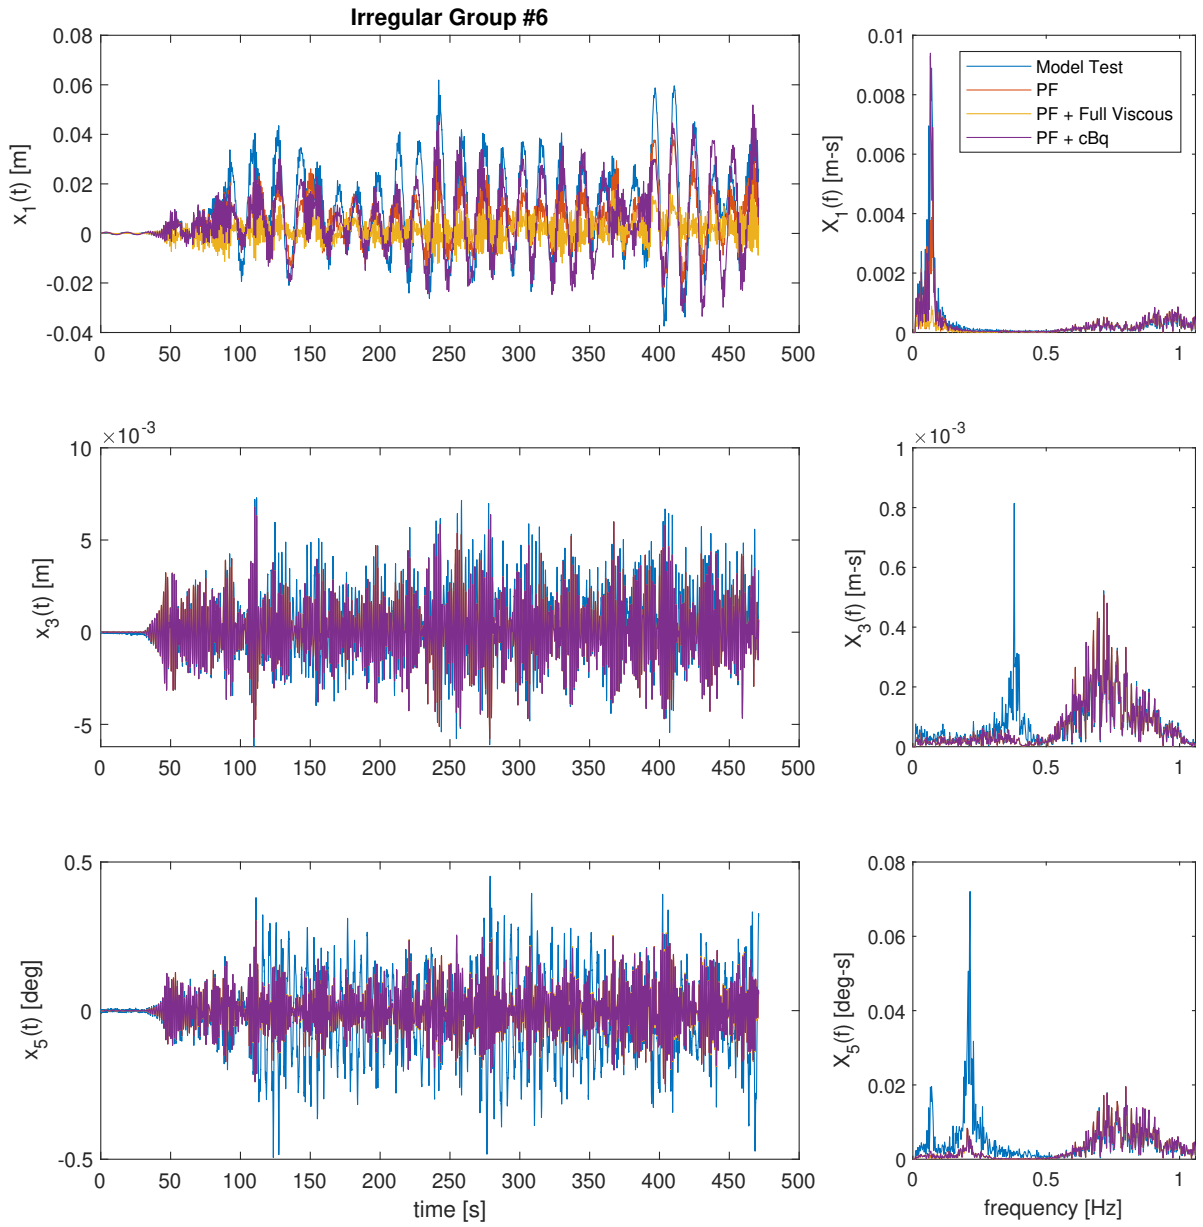 Irregular Group #6
0.08
0.06
0.04
0.02
0
-0.02
-0.04
x1(t) [m]
0 50 100 150 200 250 300 350 400 450 500
0.01
0.008
0.006
0.004
0.002
0
X1(f) [m-s]
0 0.5 1
Model Test
PF
PF + Full Viscous
PF + cBq
×10-3
10
5
0
-5
x3(t) [m]
0 50 100 150 200 250 300 350 400 450 500
×10-3
1
0.8
0.6
0.4
0.2
0
X3(f) [m-s]
0 0.5 1
0.5
0
-0.5
x5(t) [deg]
0 50 100 150 200 250 300 350 400 450 500
time [s]
0.08
0.06
0.04
0.02
0
X5(f) [deg-s]
0 0.5 1
frequency [Hz]